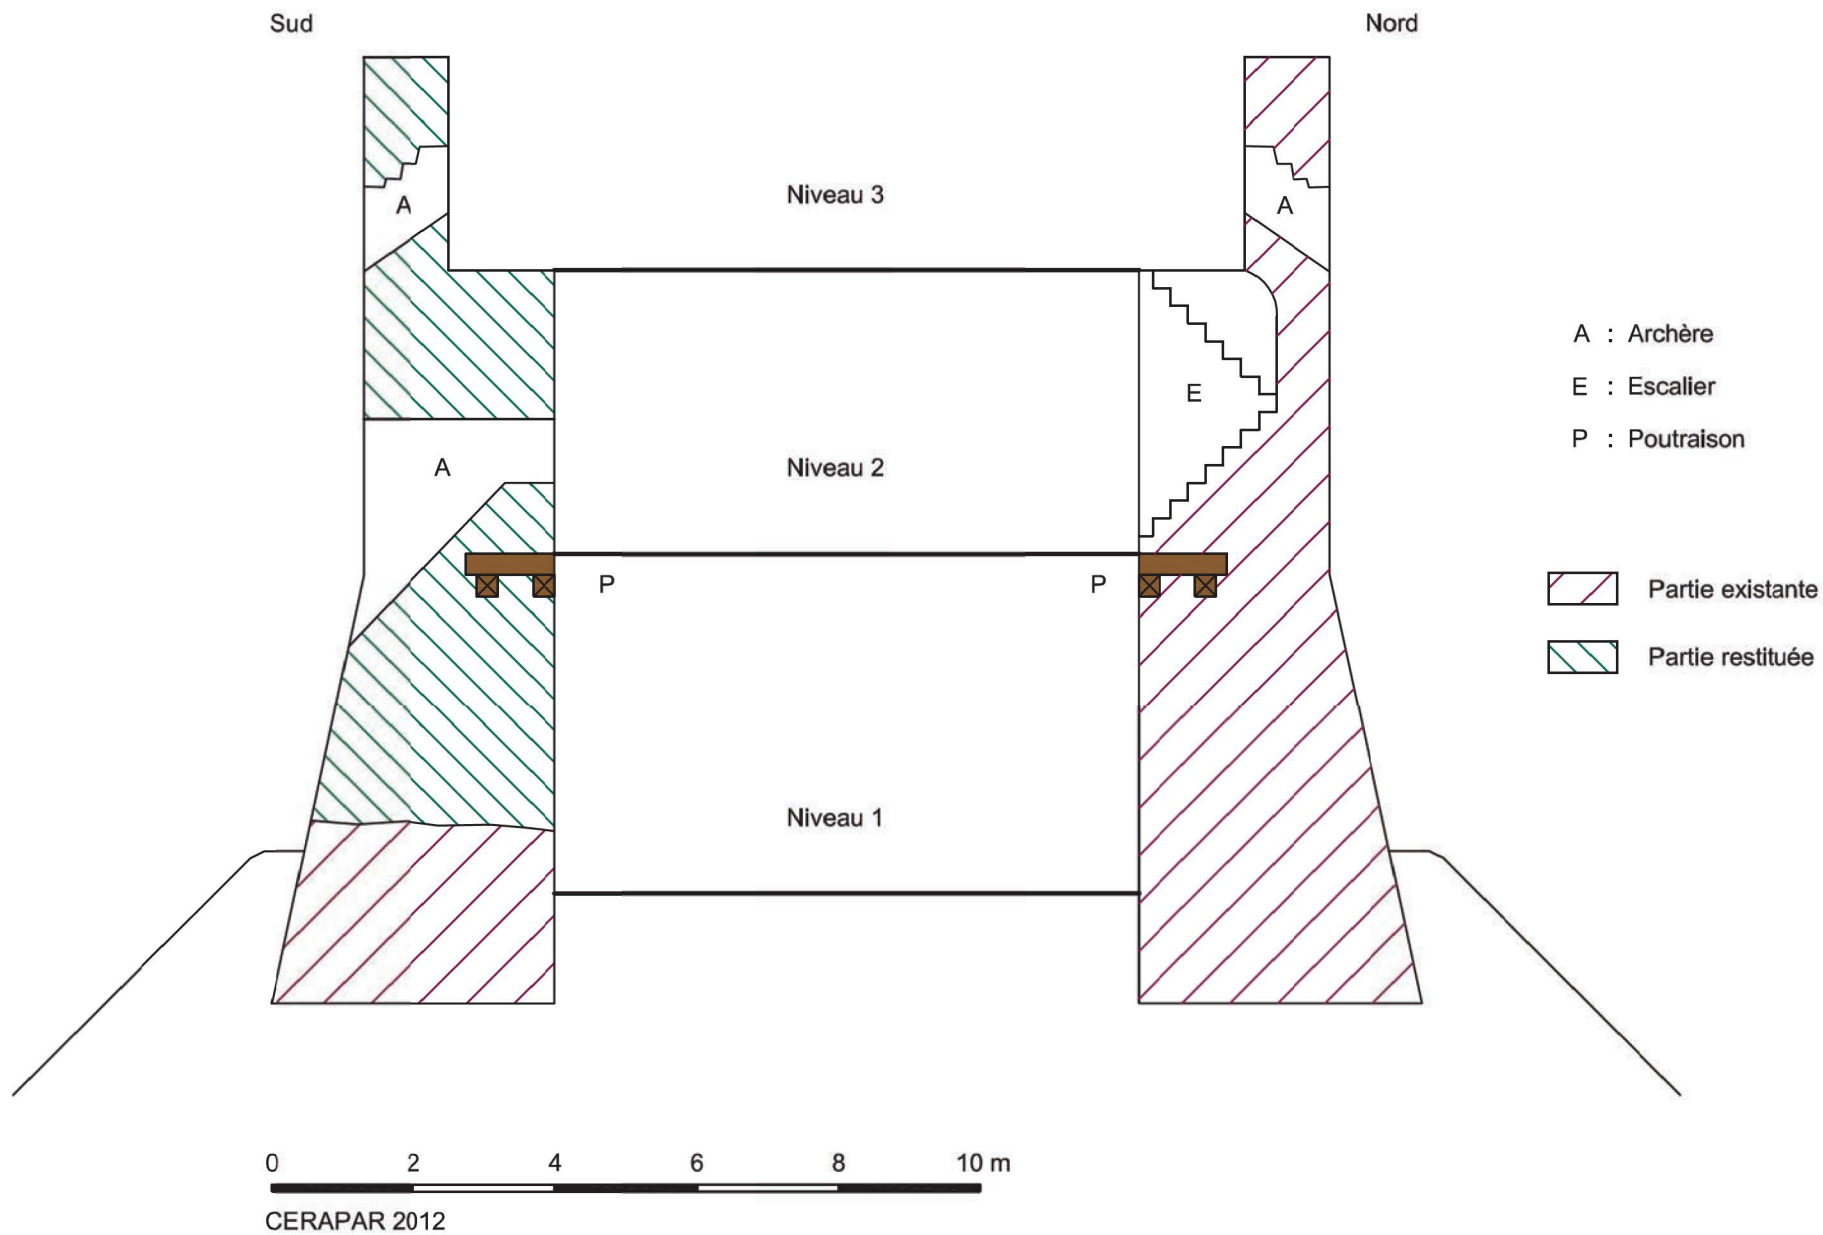 Sud
Nord
Niveau 3
A
A
A : Archère
E : Escalier
P : Poutraison
E
A
Niveau 2
P
P
Partie existante
Partie restituée
Niveau 1
0 2 4 6 8 10 m
CERAPAR 2012